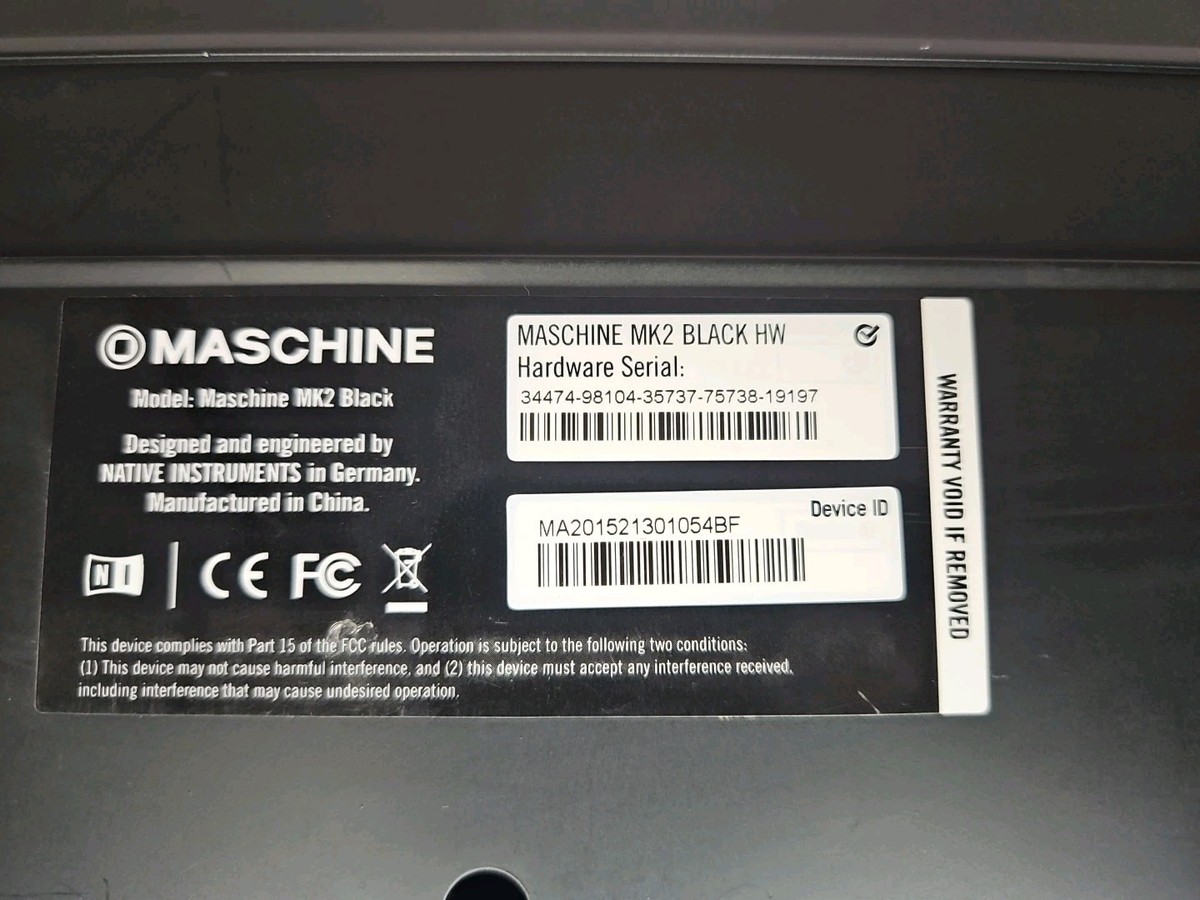 MASCHINE
Model: Maschine MK2 Black
Designed and engineered by
NATIVE INSTRUMENTS in Germany.
Manufactured in China.
NI
CE FC
This device complies with Part 15 of the FCC rules. Operation is subject to the following two conditions:
(1) This device may not cause harmful interference, and (2) this device must accept any interference received,
including interference that may cause undesired operation.
MASCHINE MK2 BLACK HW
Hardware Serial:
34474-98104-35737-75738-19197
Device ID
MA201521301054BF
WARRANTY VOID IF REMOVED